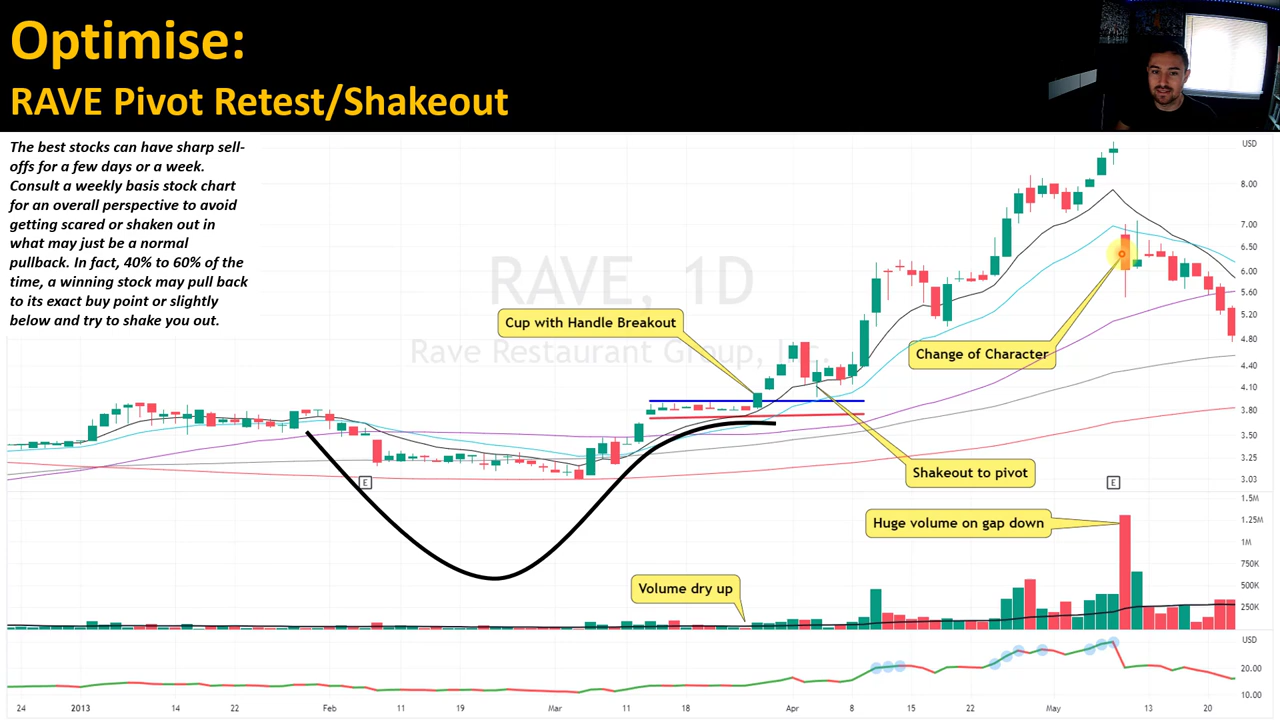 Optimise:
RAVE Pivot Retest/Shakeout
The best stocks can have sharp sell-
offs for a few days or a week.
Consult a weekly basis stock chart
for an overall perspective to avoid
getting scared or shaken out in
what may just be a normal
pullback. In fact, 40% to 60% of the
time, a winning stock may pull back
to its exact buy point or slightly
below and try to shake you out.
RAVE, 1D
Rave Restaurant Group, Inc.
Cup with Handle Breakout
Change of Character
Shakeout to pivot
Huge volume on gap down
Volume dry up
E
E
USD
8.00
7.00
6.50
6.00
5.60
5.20
4.80
4.40
4.10
3.80
3.50
3.25
3.03
1.5M
1.25M
1M
750K
500K
250K
USD
20.00
10.00
24 2013 14 22 Feb 11 19 Mar 11 18 Apr 8 15 22 May 13 20